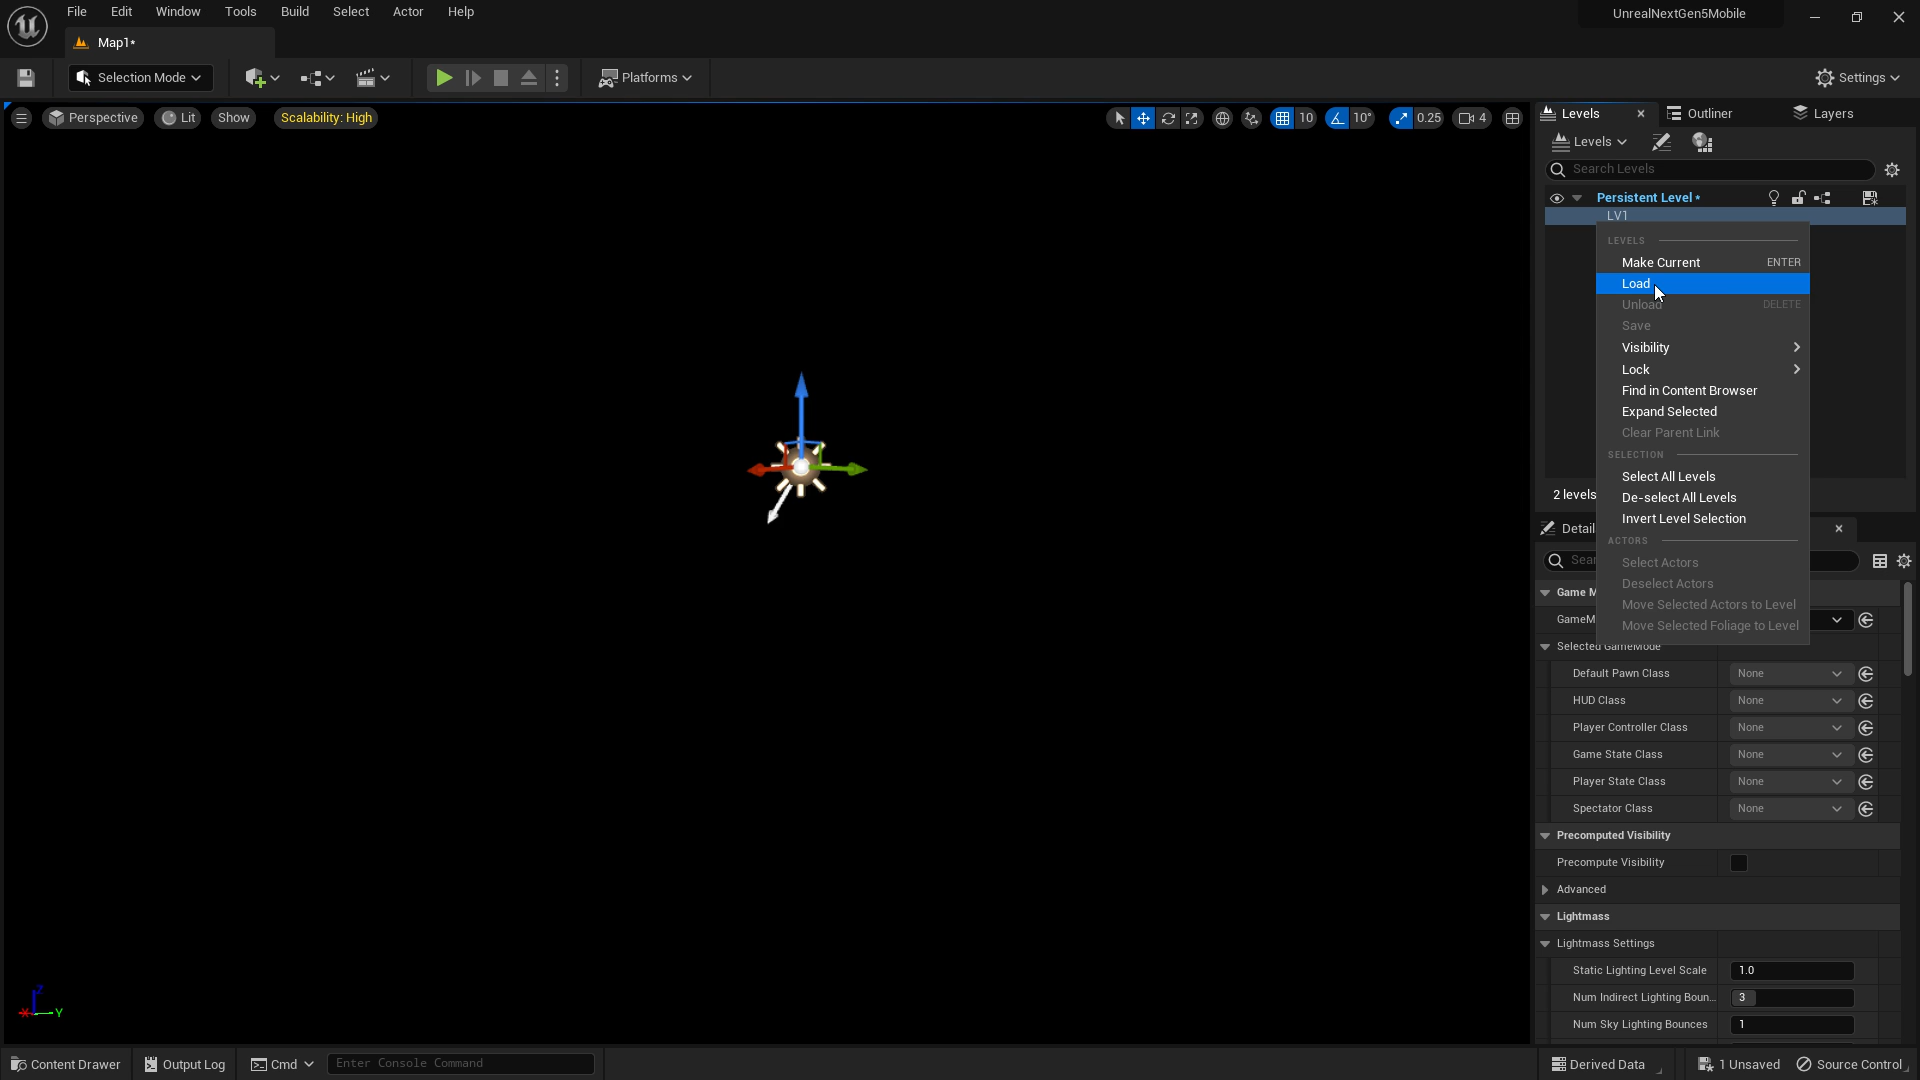 File Edit Window Tools Build Select Actor Help
UnrealNextGen5Mobile
Map1*
Selection Mode
Platforms
Settings
Perspective
Lit
Show
Scalability: High
10
10°
0.25
4
Levels
Outliner
Layers
Levels
Search Levels
Persistent Level *
LV1
LEVELS
Make Current ENTER
Load
Unload DELETE
Save
Visibility
Lock
Find in Content Browser
Expand Selected
Clear Parent Link
SELECTION
Select All Levels
De-select All Levels
Invert Level Selection
ACTORS
Select Actors
Deselect Actors
Move Selected Actors to Level
Move Selected Foliage to Level
2 levels
Detail
Sear
Game M
GameM
Selected GameMode
Default Pawn Class None
HUD Class None
Player Controller Class None
Game State Class None
Player State Class None
Spectator Class None
Precomputed Visibility
Precompute Visibility
Advanced
Lightmass
Lightmass Settings
Static Lighting Level Scale 1.0
Num Indirect Lighting Boun... 3
Num Sky Lighting Bounces 1
Z
X
Y
Content Drawer
Output Log
Cmd
Enter Console Command
Derived Data
1 Unsaved
Source Control